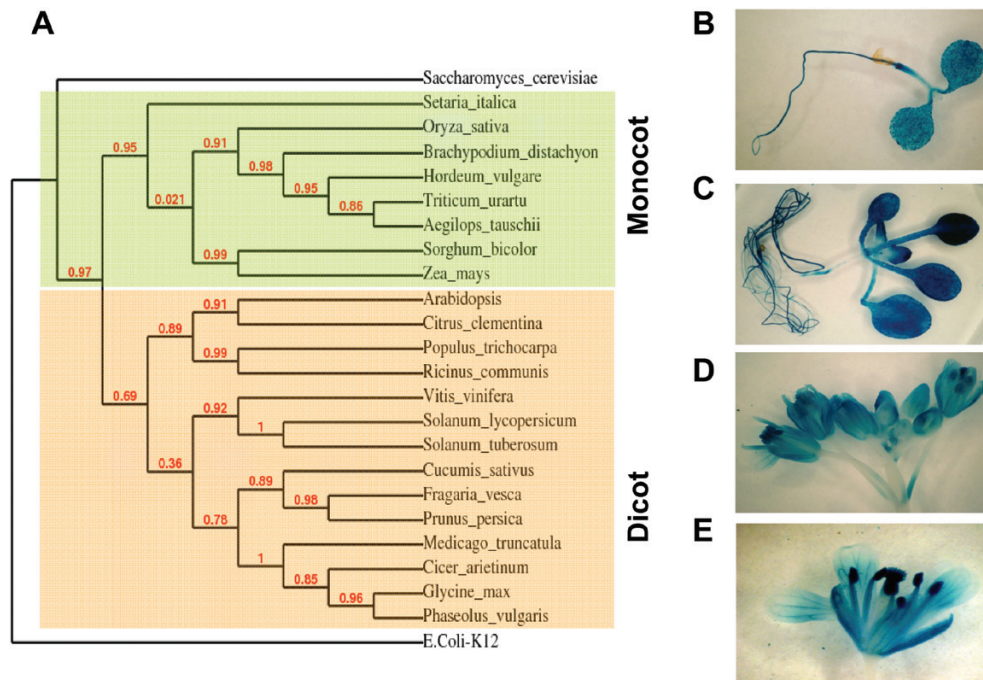 A
Saccharomyces_cerevisiae
Setaria_italica
0.95
0.91
Oryza_sativa
0.98
Brachypodium_distachyon
0.95
Hordeum_vulgare
0.021
0.86
Triticum_urartu
Aegilops_tauschii
0.99
Sorghum_bicolor
0.97
Zea_mays
Monocot
0.91
Arabidopsis
0.89
Citrus_clementina
0.99
Populus_trichocarpa
Ricinus_communis
0.69
0.92
Vitis_vinifera
1
Solanum_lycopersicum
Solanum_tuberosum
0.36
0.89
Cucumis_sativus
0.98
Fragaria_vesca
0.78
Prunus_persica
1
Medicago_truncatula
0.85
Cicer_arietinum
0.96
Glycine_max
Phaseolus_vulgaris
Dicot
E.Coli-K12
B
C
D
E